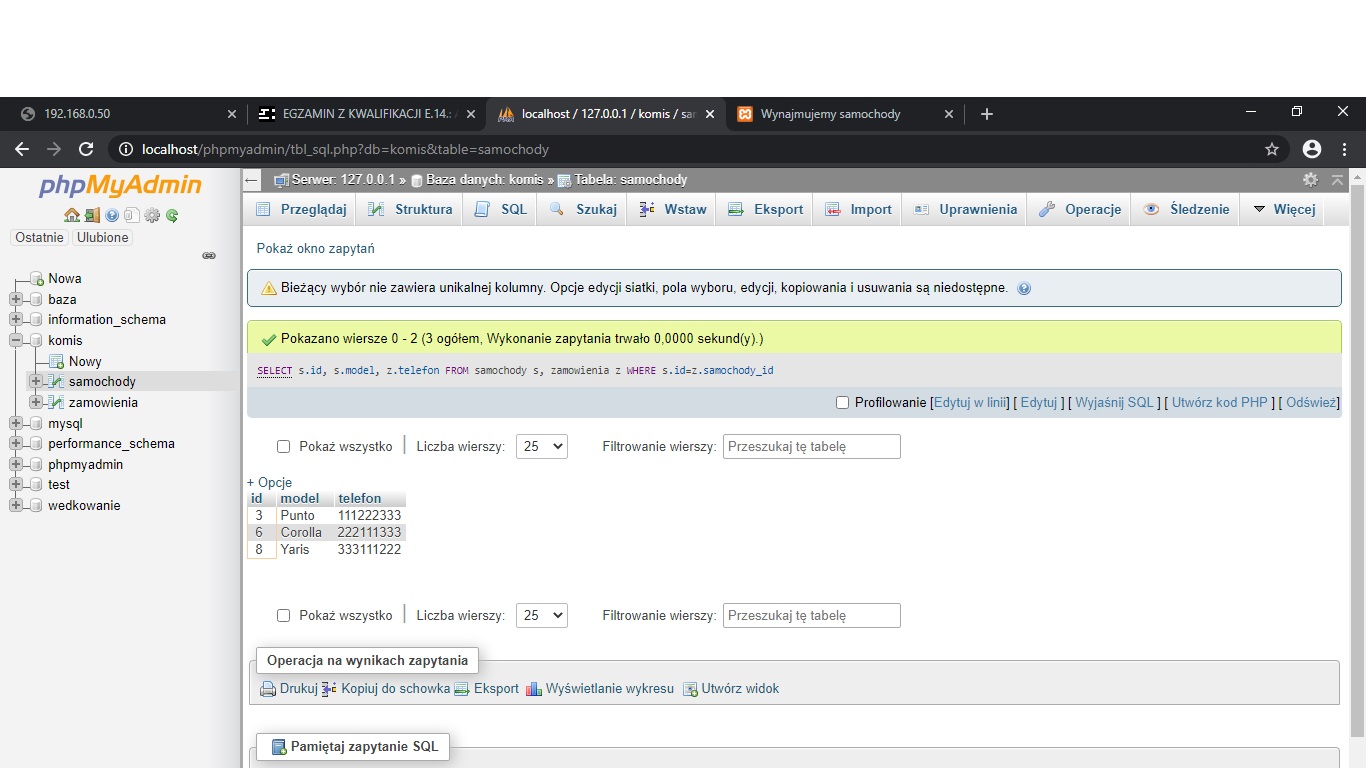 192.168.0.50
EGZAMIN Z KWALIFIKACJI E.14.:
localhost / 127.0.0.1 / komis /
Wynajmujemy samochody
localhost/phpmyadmin/tbl_sql.php?db=komis&table=samochody
phpMyAdmin
Ostatnie Ulubione
Nowa
baza
information_schema
komis
Nowy
samochody
zamowienia
mysql
performance_schema
phpmyadmin
test
wedkowanie
Serwer: 127.0.0.1 » Baza danych: komis » Tabela: samochody
Przeglądaj Struktura SQL Szukaj Wstaw Eksport Import Uprawnienia Operacje Śledzenie Więcej
Pokaż okno zapytań
Bieżący wybór nie zawiera unikalnej kolumny. Opcje edycji siatki, pola wyboru, edycji, kopiowania i usuwania są niedostępne.
Pokazano wiersze 0 - 2 (3 ogółem, Wykonanie zapytania trwało 0,0000 sekund(y).)
SELECT s.id, s.model, z.telefon FROM samochody s, zamowienia z WHERE s.id=z.samochody_id
Profilowanie [Edytuj w linii] [ Edytuj ] [ Wyjaśnij SQL ] [ Utwórz kod PHP ] [ Odśwież]
Pokaż wszystko | Liczba wierszy: 25 Filtrowanie wierszy: Przeszukaj tę tabelę
+ Opcje
id model telefon
3 Punto 111222333
6 Corolla 222111333
8 Yaris 333111222
Pokaż wszystko | Liczba wierszy: 25 Filtrowanie wierszy: Przeszukaj tę tabelę
Operacja na wynikach zapytania
Drukuj Kopiuj do schowka Eksport Wyświetlanie wykresu Utwórz widok
Pamiętaj zapytanie SQL